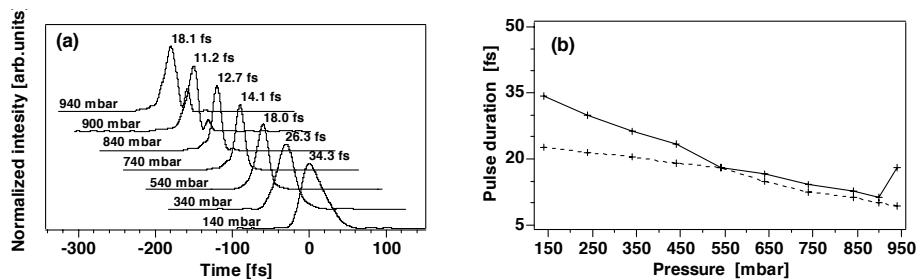 (a)
Normalized intesity [arb.units]
18.1 fs
11.2 fs
12.7 fs
14.1 fs
18.0 fs
26.3 fs
34.3 fs
940 mbar
900 mbar
840 mbar
740 mbar
540 mbar
340 mbar
140 mbar
-300 -200 -100 0 100
Time [fs]
(b)
Pulse duration [fs]
50
35
20
5
150 250 350 450 550 650 750 850 950
Pressure [mbar]